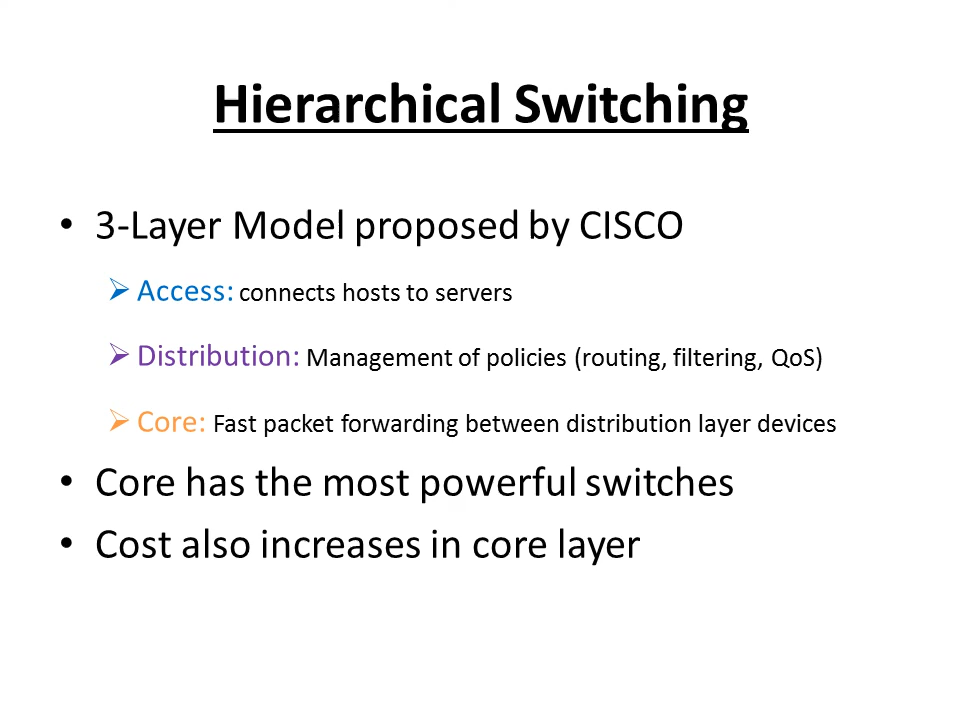 Hierarchical Switching
• 3-Layer Model proposed by CISCO
➢ Access: connects hosts to servers
➢ Distribution: Management of policies (routing, filtering, QoS)
➢ Core: Fast packet forwarding between distribution layer devices
• Core has the most powerful switches
• Cost also increases in core layer